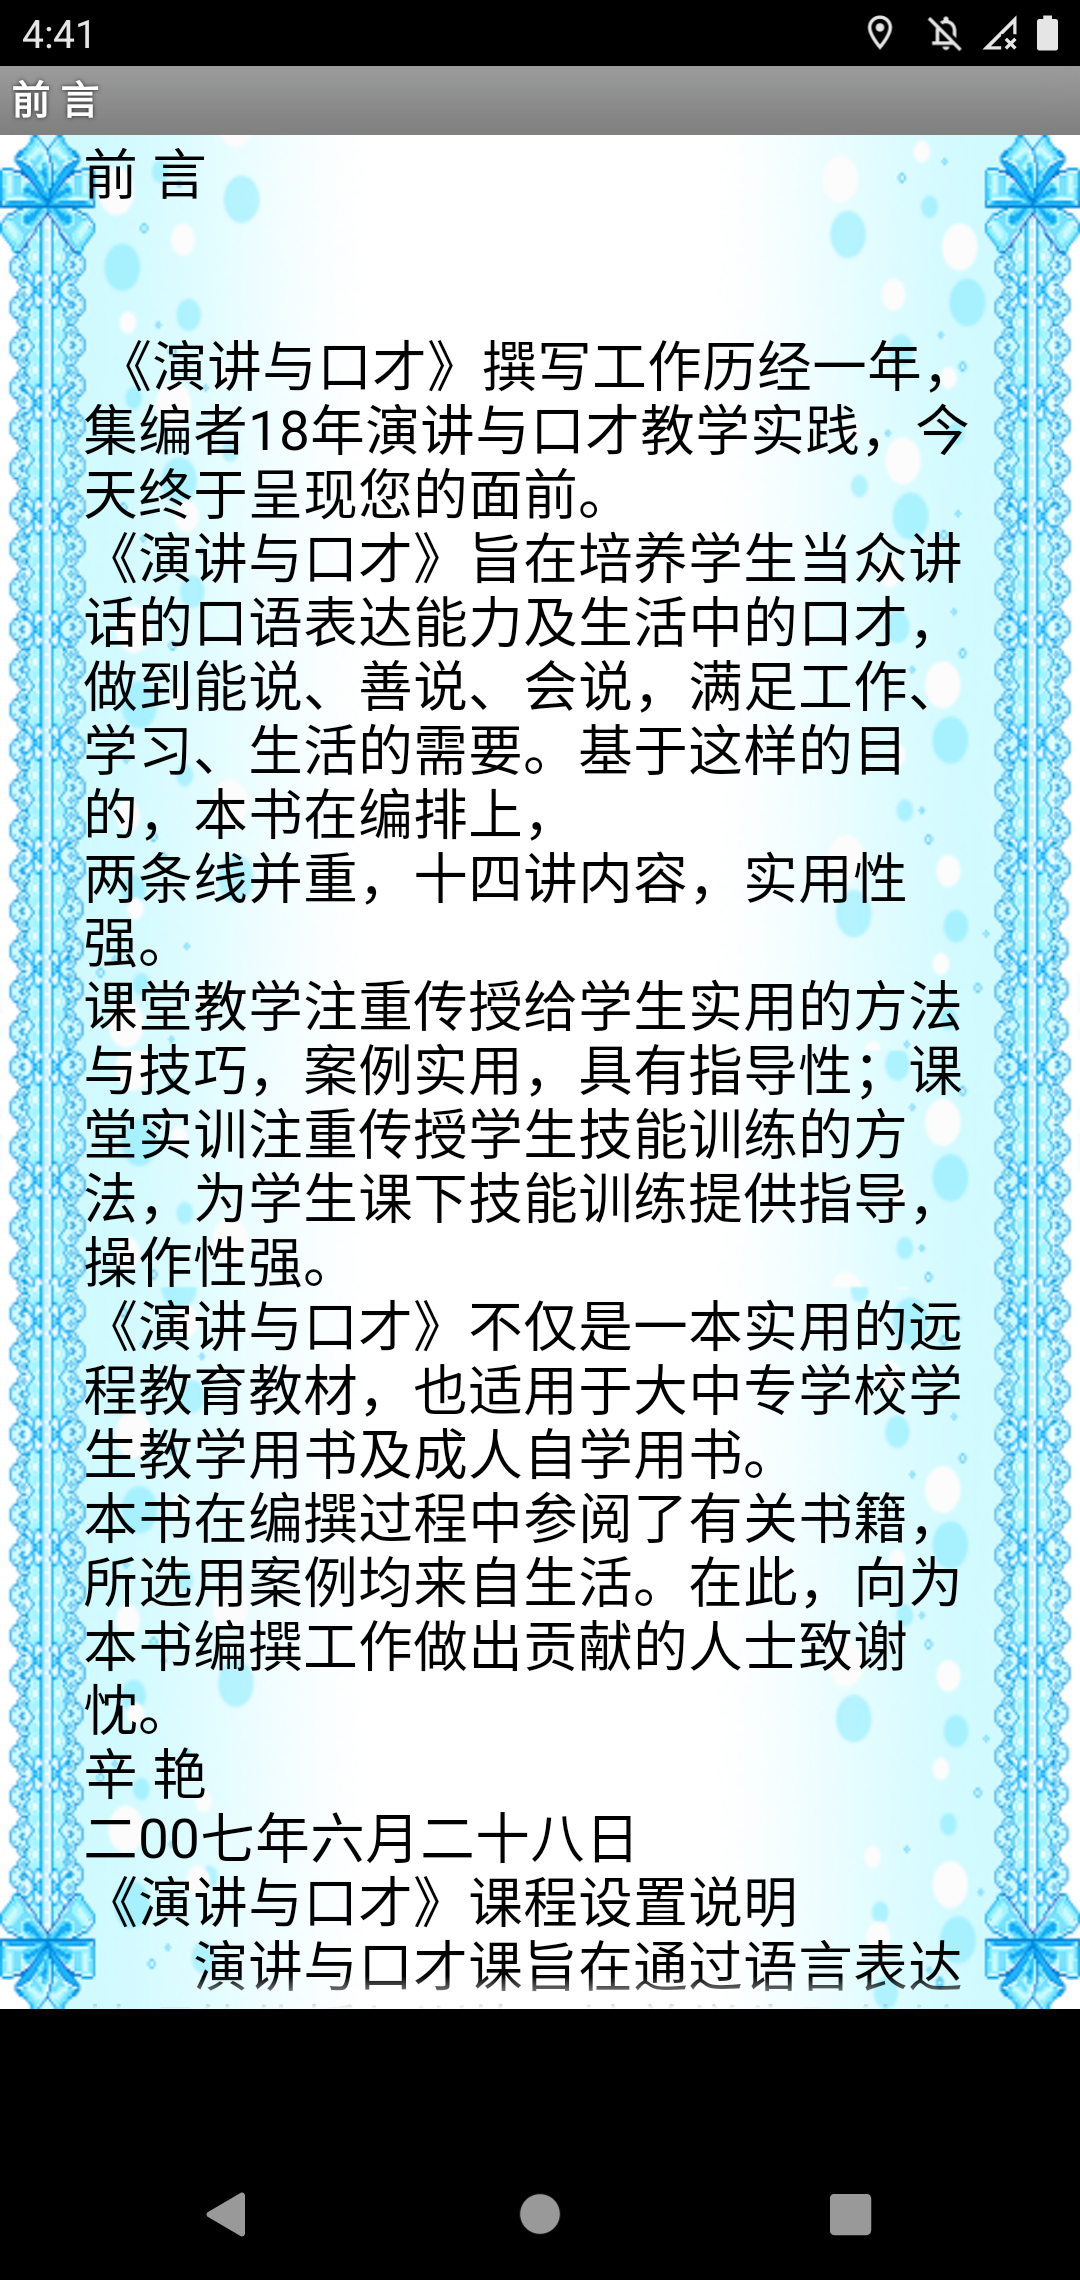 4:41
前 言
前 言
《演讲与口才》撰写工作历经一年，
集编者18年演讲与口才教学实践，今
天终于呈现您的面前。
《演讲与口才》旨在培养学生当众讲
话的口语表达能力及生活中的口才，
做到能说、善说、会说，满足工作、
学习、生活的需要。基于这样的目
的，本书在编排上，
两条线并重，十四讲内容，实用性
强。
课堂教学注重传授给学生实用的方法
与技巧，案例实用，具有指导性；课
堂实训注重传授学生技能训练的方
法，为学生课下技能训练提供指导，
操作性强。
《演讲与口才》不仅是一本实用的远
程教育教材，也适用于大中专学校学
生教学用书及成人自学用书。
本书在编撰过程中参阅了有关书籍，
所选用案例均来自生活。在此，向为
本书编撰工作做出贡献的人士致谢
忱。
辛 艳
二00七年六月二十八日
《演讲与口才》课程设置说明
演讲与口才课旨在通过语言表达